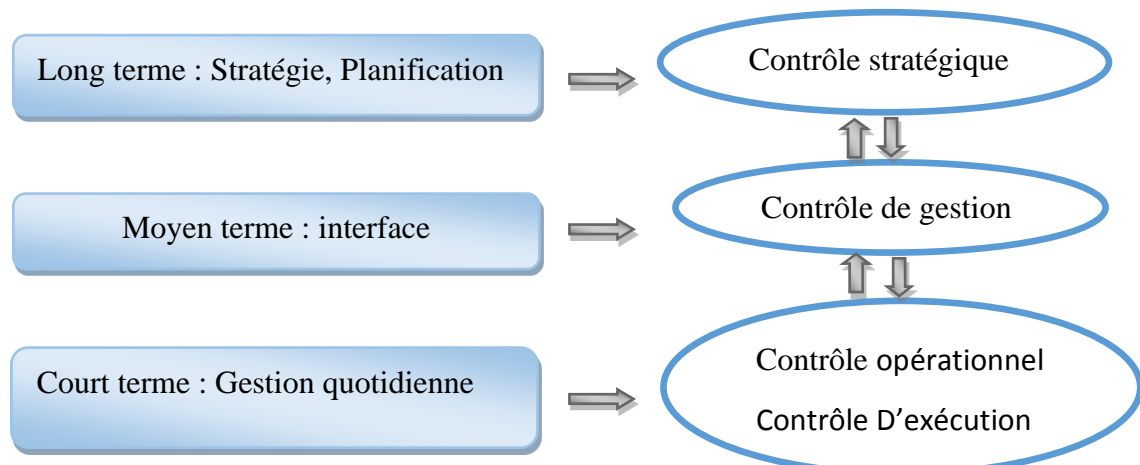 Long terme : Stratégie, Planification
Contrôle stratégique
Moyen terme : interface
Contrôle de gestion
Court terme : Gestion quotidienne
Contrôle opérationnel
Contrôle D’exécution